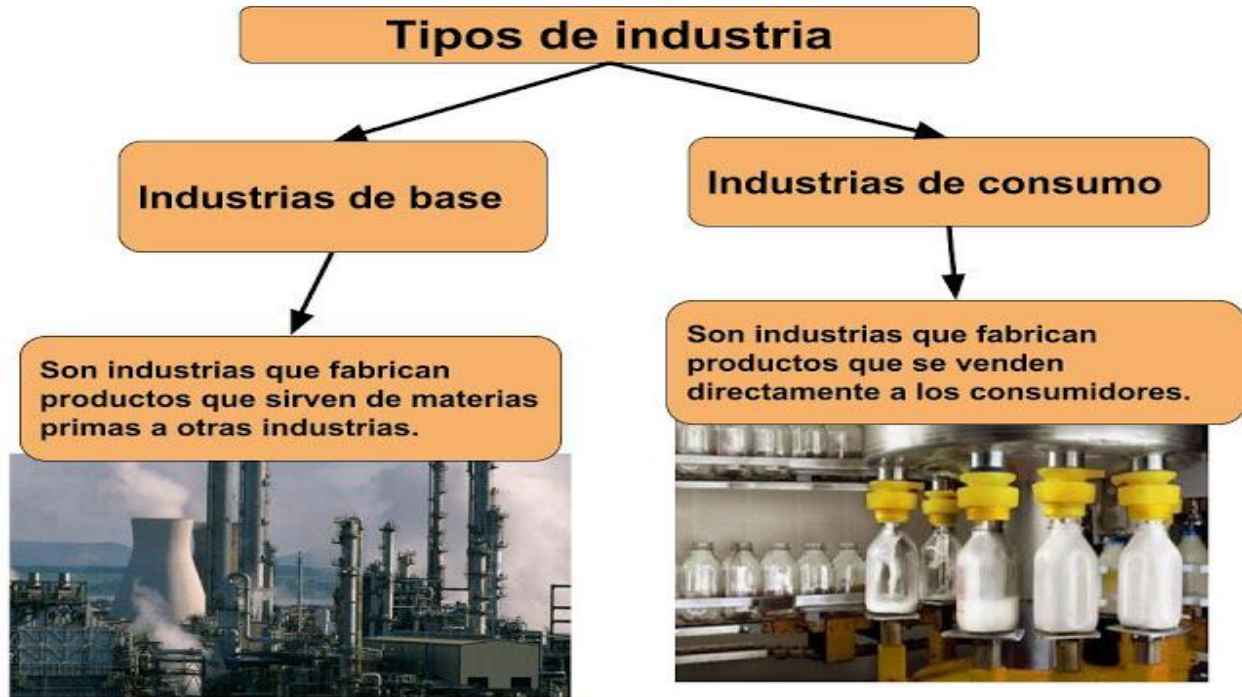 Tipos de industria
Industrias de base
Industrias de consumo
Son industrias que fabrican
productos que sirven de materias
primas a otras industrias.
Son industrias que fabrican
productos que se venden
directamente a los consumidores.